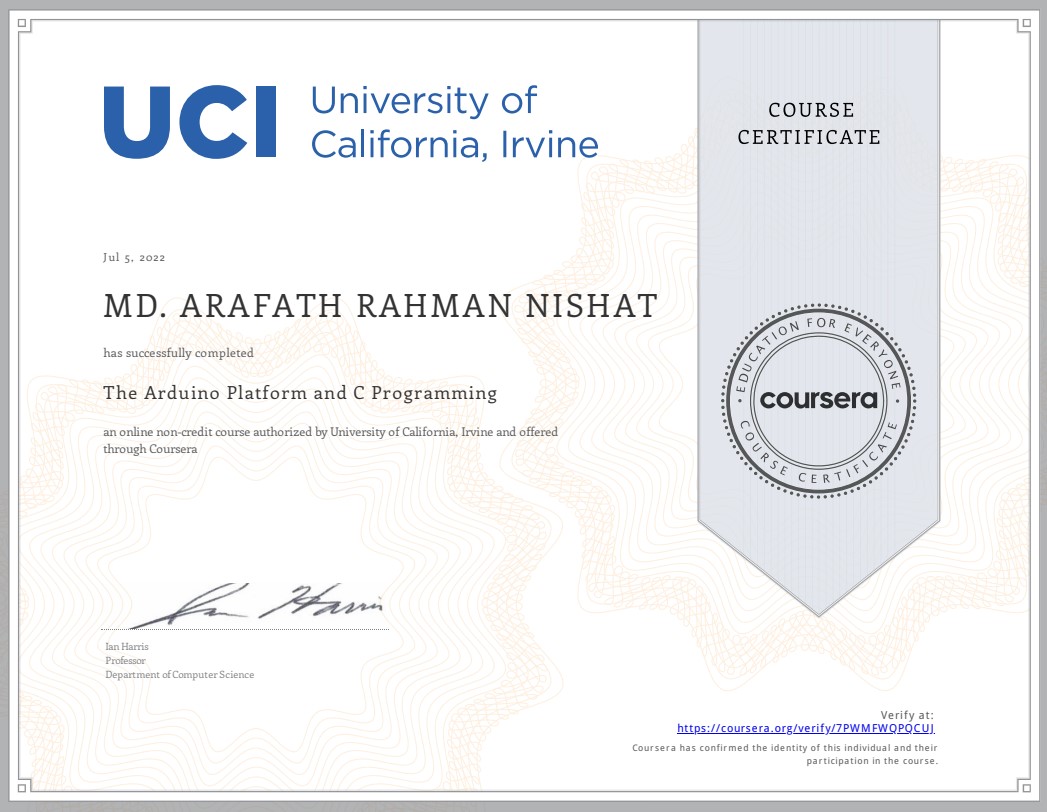 UCI University of
California, Irvine
COURSE
CERTIFICATE
Jul 5, 2022
MD. ARAFATH RAHMAN NISHAT
has successfully completed
The Arduino Platform and C Programming
an online non-credit course authorized by University of California, Irvine and offered
through Coursera
EDUCATION FOR EVERYONE
coursera
COURSE CERTIFICATE
Ian Harris
Ian Harris
Professor
Department of Computer Science
Verify at:
https://coursera.org/verify/7PWMFWQPQCUJ
Coursera has confirmed the identity of this individual and their
participation in the course.